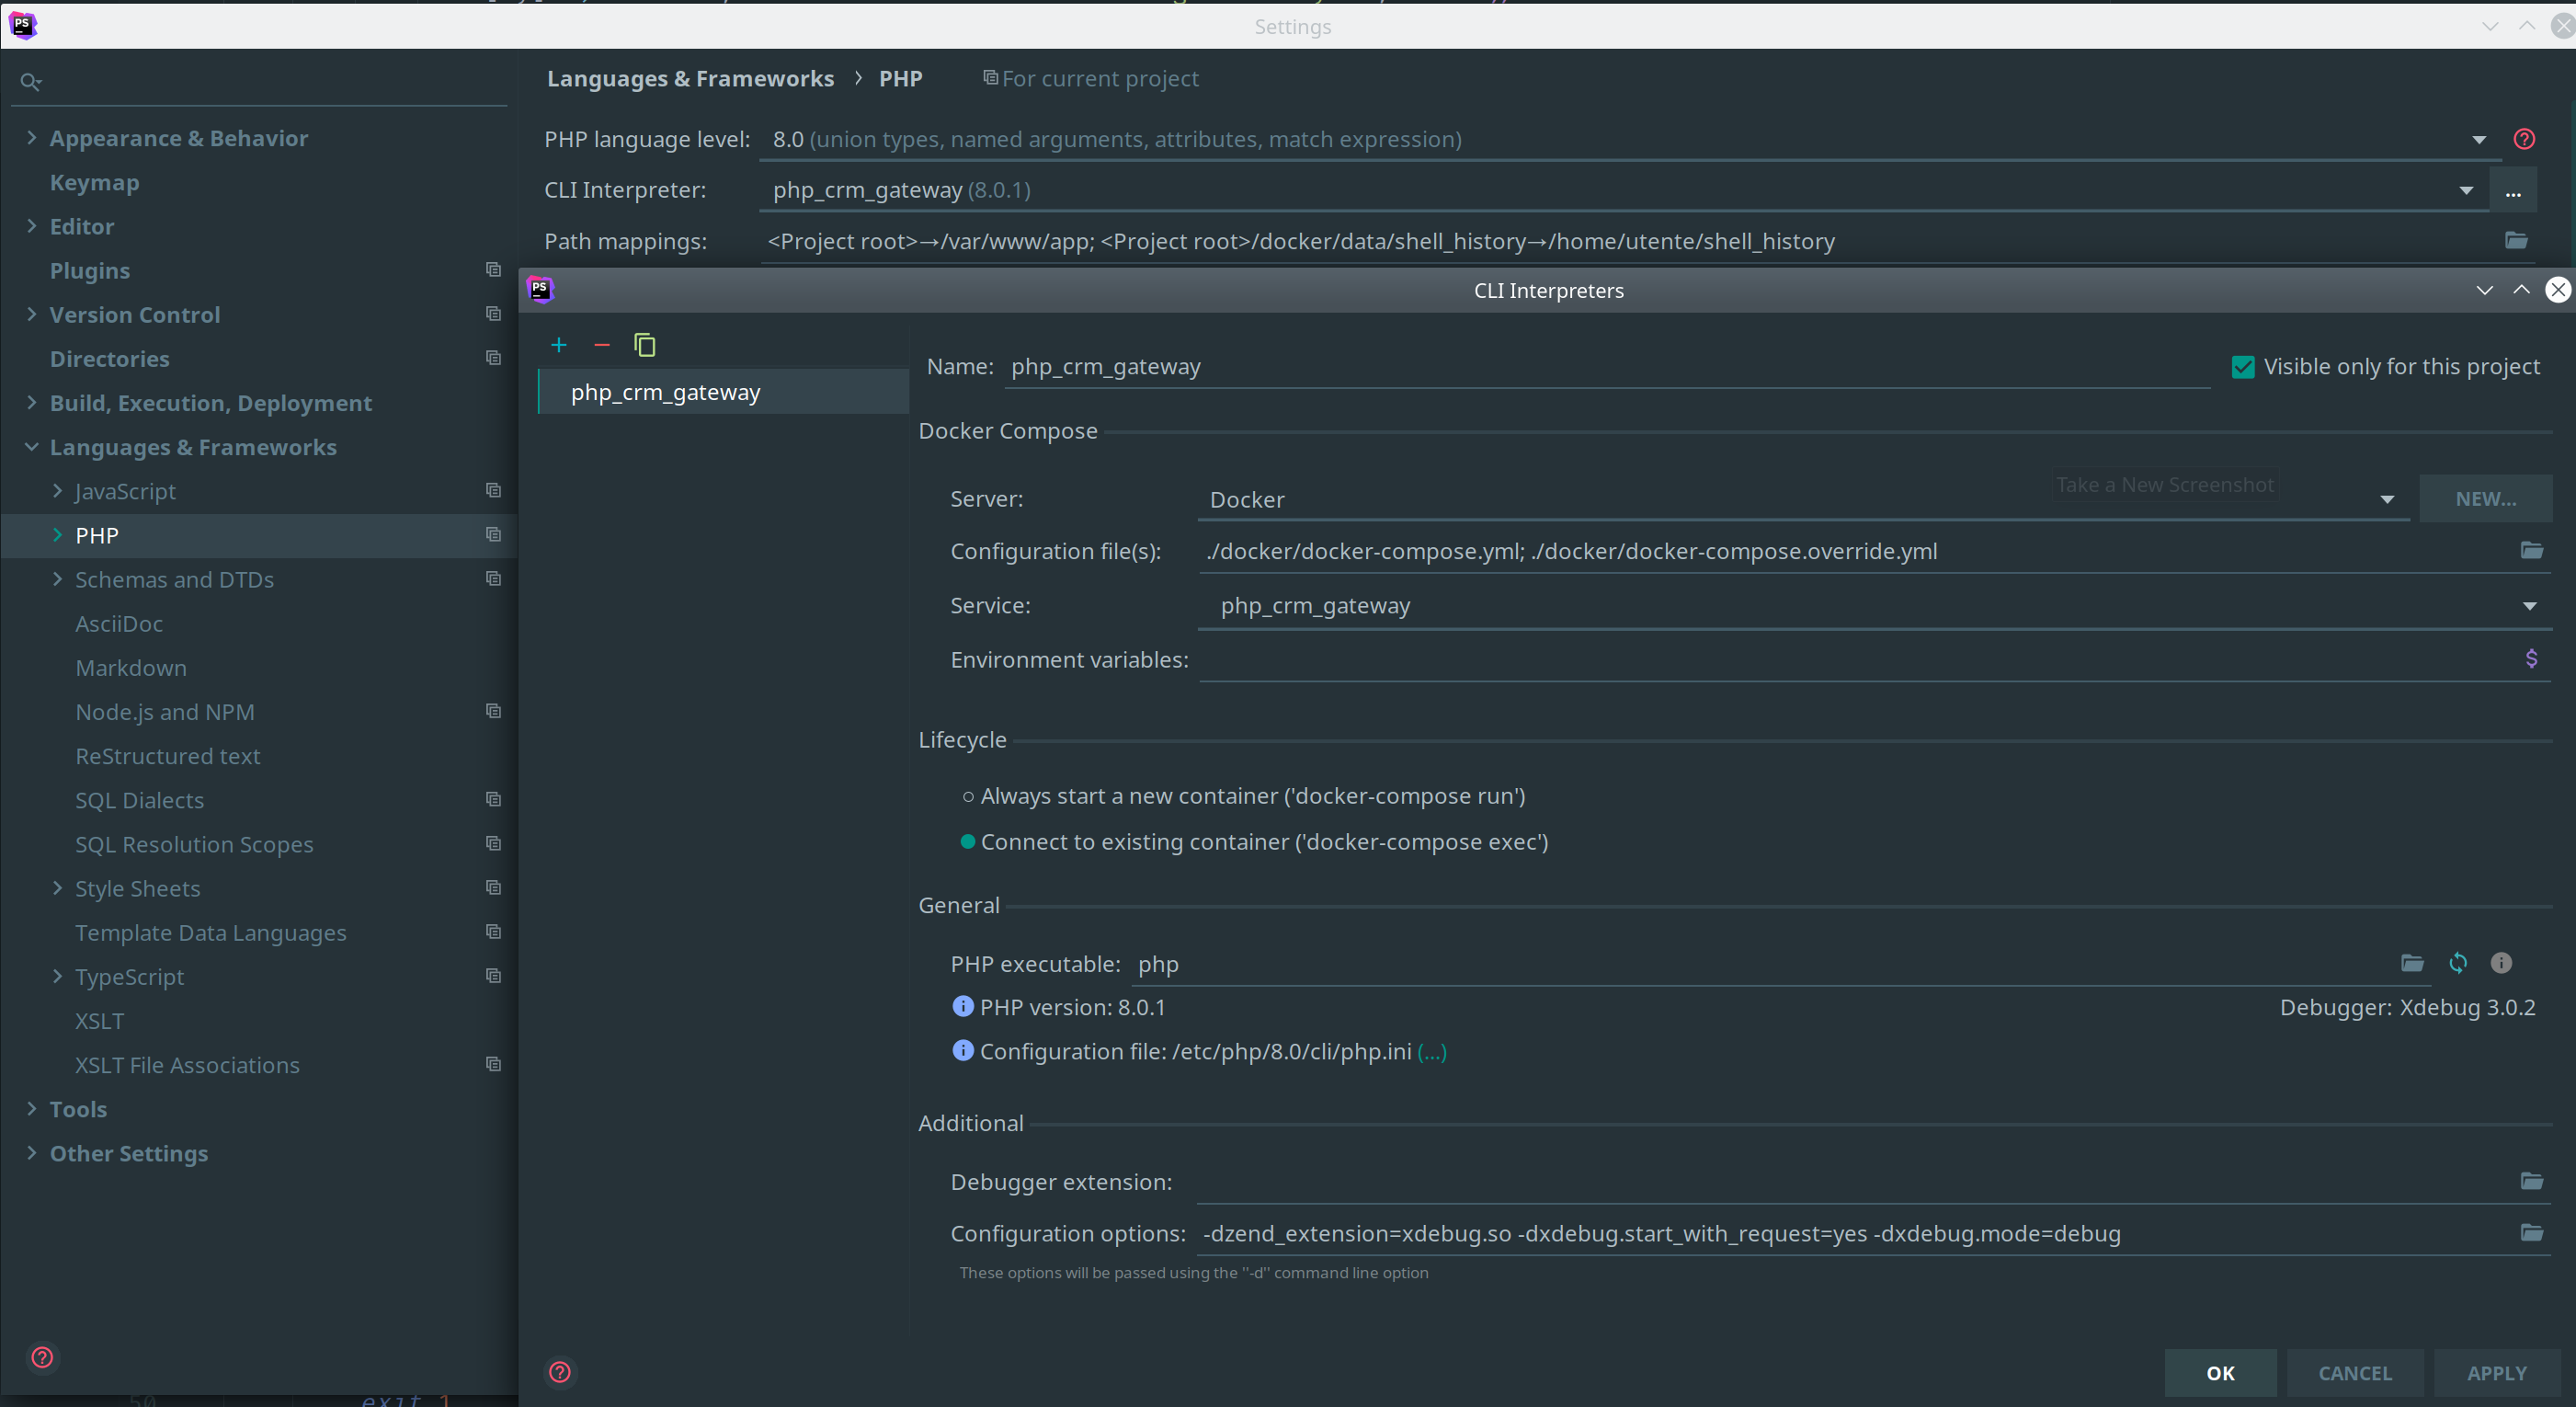 PS
Settings
Languages & Frameworks > PHP For current project
Appearance & Behavior
Keymap
Editor
Plugins
Version Control
Directories
Build, Execution, Deployment
Languages & Frameworks
JavaScript
PHP
Schemas and DTDs
AsciiDoc
Markdown
Node.js and NPM
ReStructured text
SQL Dialects
SQL Resolution Scopes
Style Sheets
Template Data Languages
TypeScript
XSLT
XSLT File Associations
Tools
Other Settings
PHP language level: 8.0 (union types, named arguments, attributes, match expression)
CLI Interpreter: php_crm_gateway (8.0.1) ...
Path mappings: <Project root>→/var/www/app; <Project root>/docker/data/shell_history→/home/utente/shell_history
PS
CLI Interpreters
php_crm_gateway
Name: php_crm_gateway Visible only for this project
Docker Compose
Take a New Screenshot
Server: Docker NEW...
Configuration file(s): ./docker/docker-compose.yml; ./docker/docker-compose.override.yml
Service: php_crm_gateway
Environment variables: $
Lifecycle
Always start a new container ('docker-compose run')
Connect to existing container ('docker-compose exec')
General
PHP executable: php
PHP version: 8.0.1 Debugger: Xdebug 3.0.2
Configuration file: /etc/php/8.0/cli/php.ini (...)
Additional
Debugger extension:
Configuration options: -dzend_extension=xdebug.so -dxdebug.start_with_request=yes -dxdebug.mode=debug
These options will be passed using the ''-d'' command line option
OK CANCEL APPLY
50 exit 1